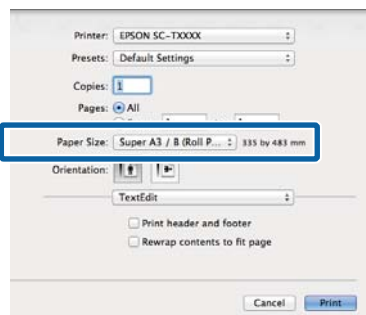 Printer: EPSON SC-TXXXX
Presets: Default Settings
Copies: 1
Pages: All
Paper Size: Super A3 / B (Roll P... 335 by 483 mm
Orientation:
TextEdit
Print header and footer
Rewrap contents to fit page
Cancel Print